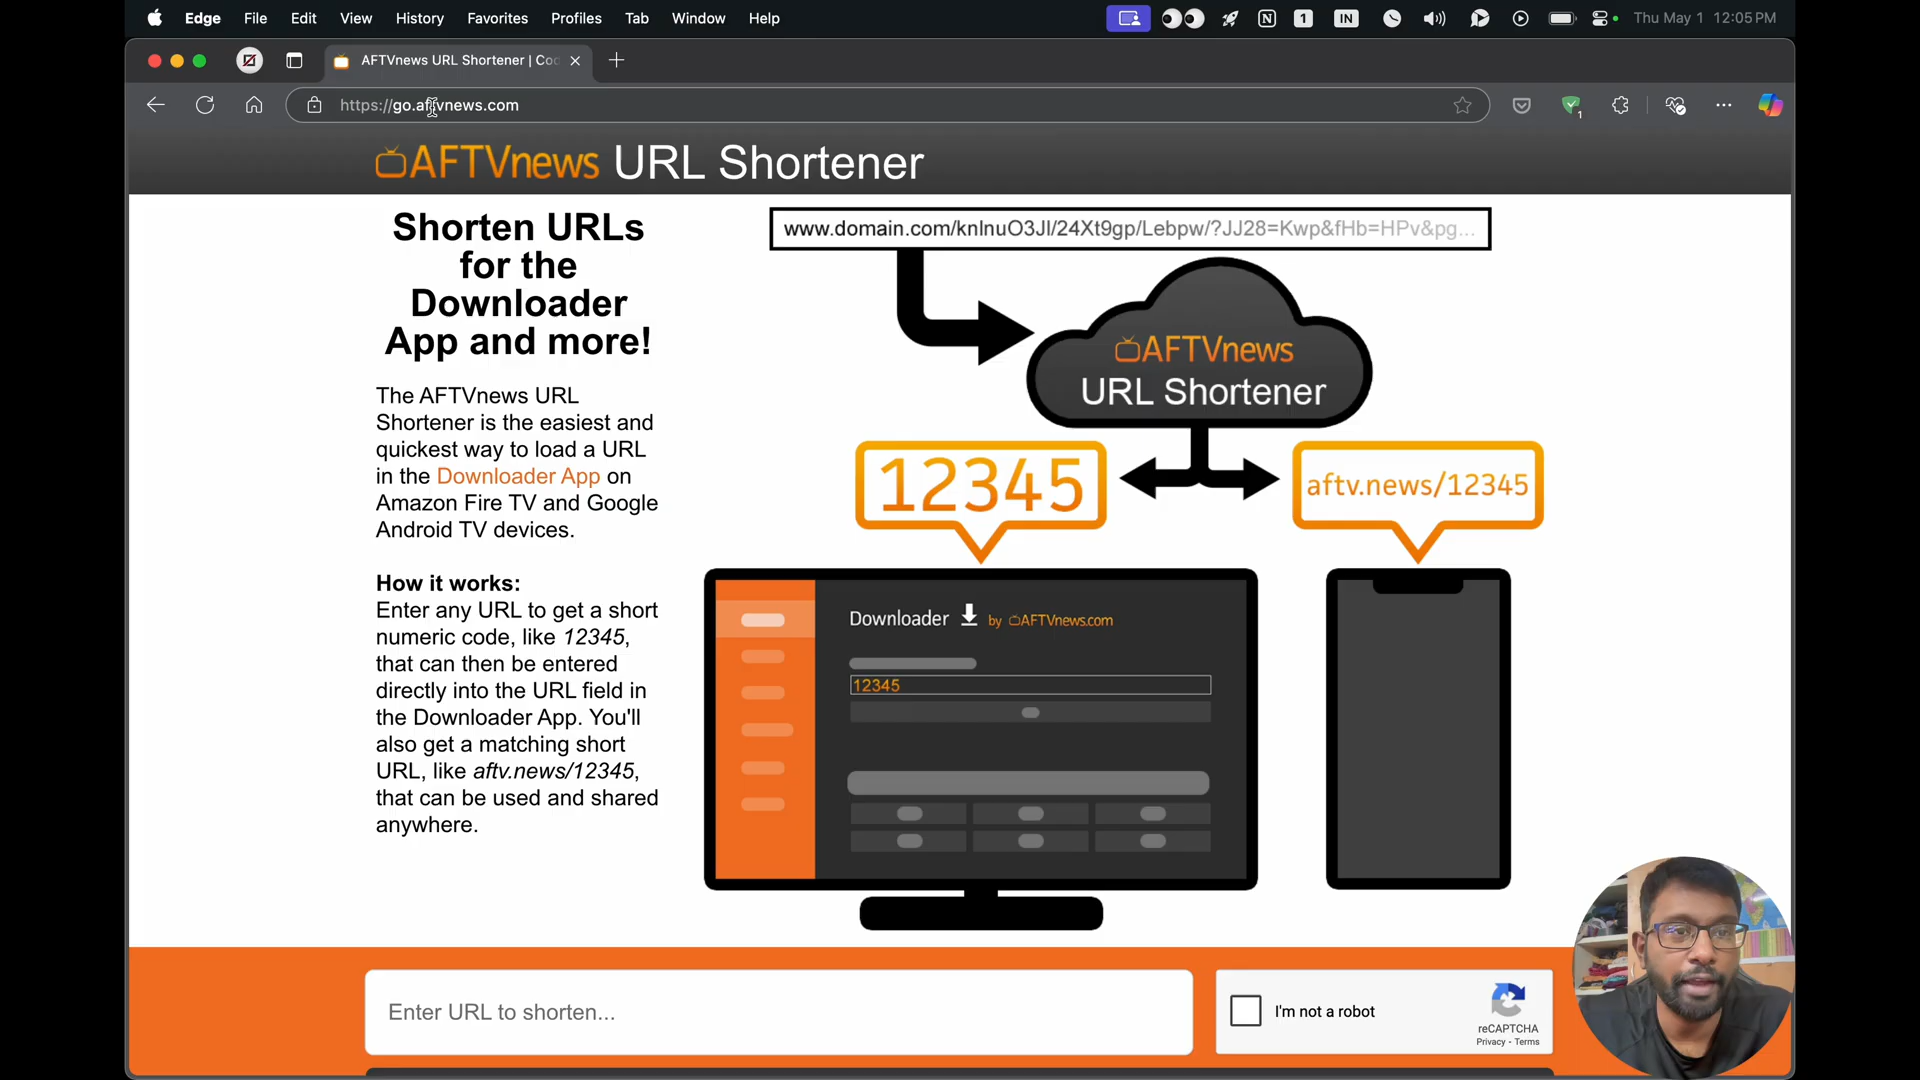 Edge File Edit View History Favorites Profiles Tab Window Help
1 IN Thu May 1 12:05 PM
AFTVnews URL Shortener | Coo
https://go.aftvnews.com
1
AFTVnews URL Shortener
Shorten URLs
for the
Downloader
App and more!
The AFTVnews URL
Shortener is the easiest and
quickest way to load a URL
in the Downloader App on
Amazon Fire TV and Google
Android TV devices.
How it works:
Enter any URL to get a short
numeric code, like 12345,
that can then be entered
directly into the URL field in
the Downloader App. You'll
also get a matching short
URL, like aftv.news/12345,
that can be used and shared
anywhere.
www.domain.com/knlnuO3Jl/24Xt9gp/Lebpw/?JJ28=Kwp&fHb=HPv&pg...
AFTVnews
URL Shortener
12345
aftv.news/12345
Downloader by AFTVnews.com
12345
Enter URL to shorten...
I'm not a robot
reCAPTCHA
Privacy - Terms